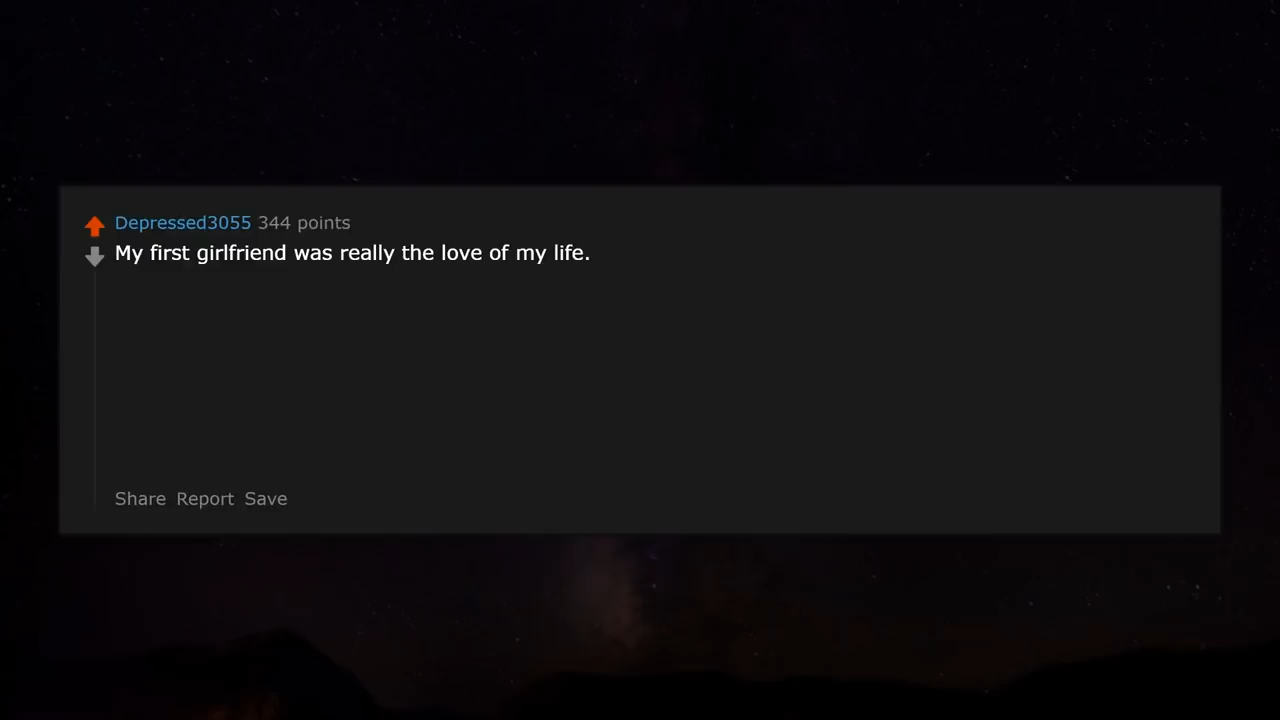 Depressed3055 344 points
My first girlfriend was really the love of my life.
Share Report Save